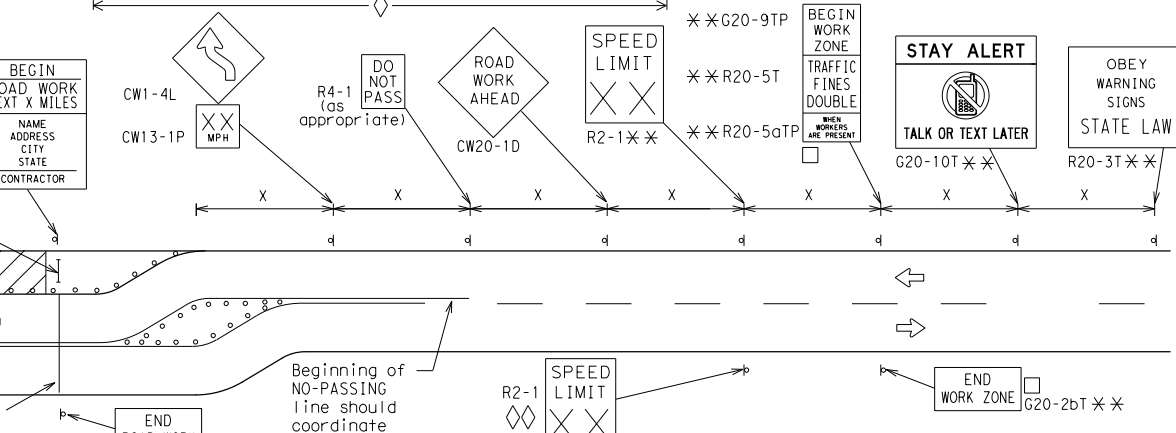 BEGIN
ROAD WORK
NEXT X MILES
NAME
ADDRESS
CITY
STATE
CONTRACTOR
CW1-4L
CW13-1P
X X
MPH
R4-1
(as
appropriate)
DO
NOT
PASS
ROAD
WORK
AHEAD
CW20-1D
SPEED
LIMIT
X X
R2-1**
**G20-9TP
**R20-5T
**R20-5aTP
BEGIN
WORK
ZONE
TRAFFIC
FINES
DOUBLE
WHEN
WORKERS
ARE PRESENT
STAY ALERT
TALK OR TEXT LATER
G20-10T**
OBEY
WARNING
SIGNS
STATE LAW
R20-3T**
X X X X X X X
Beginning of
NO-PASSING
line should
coordinate
R2-1
SPEED
LIMIT
X X
END
WORK ZONE
G20-2bT**
END